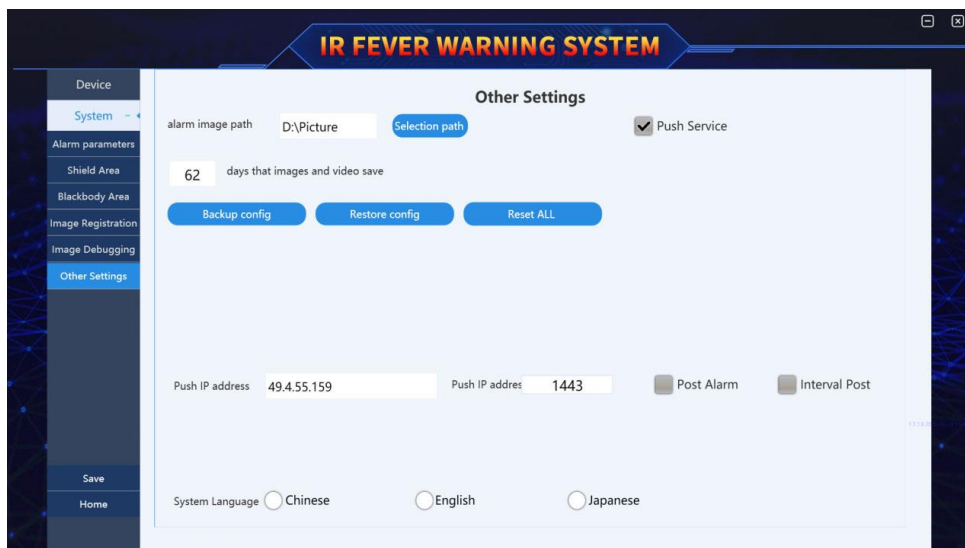 IR FEVER WARNING SYSTEM
Device
System
Alarm parameters
Shield Area
Blackbody Area
Image Registration
Image Debugging
Other Settings
Save
Home
Other Settings
alarm image path D:\Picture Selection path Push Service
62 days that images and video save
Backup config Restore config Reset ALL
Push IP address 49.4.55.159 Push IP addres 1443 Post Alarm Interval Post
System Language Chinese English Japanese